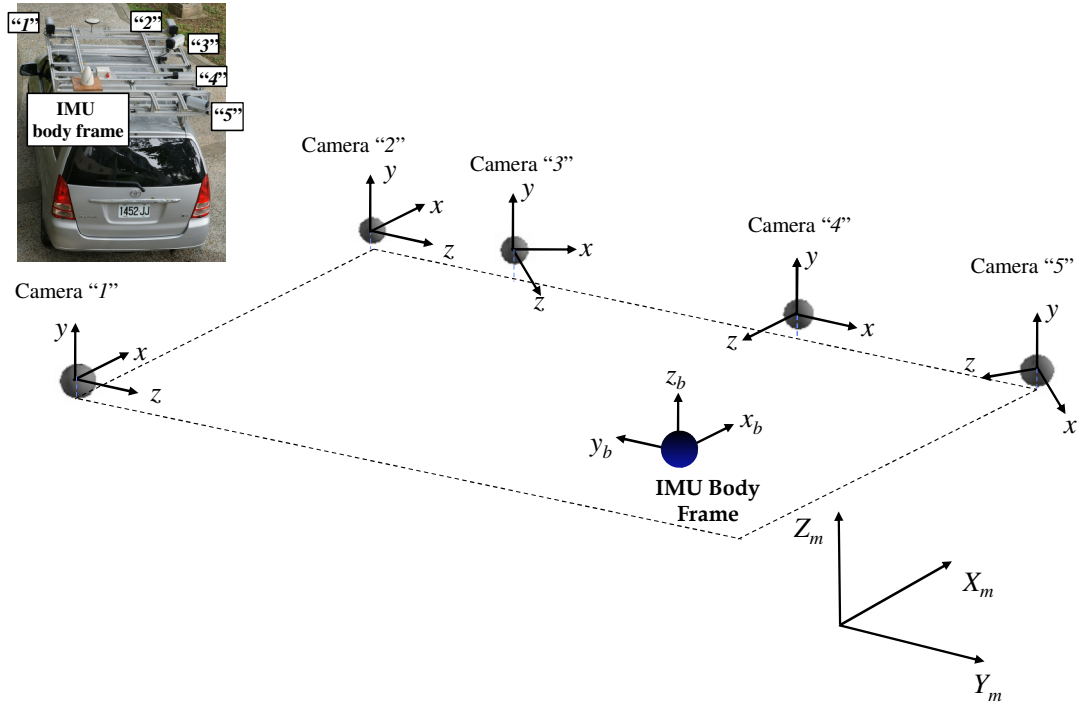 “1”
“2”
“3”
“4”
“5”
IMU
body frame
1452 JJ
Camera “2”
y
x
z
Camera “3”
y
x
z
Camera “4”
y
x
z
Camera “5”
y
z
x
Camera “1”
y
x
z
z_b
x_b
y_b
IMU Body
Frame
Z_m
X_m
Y_m